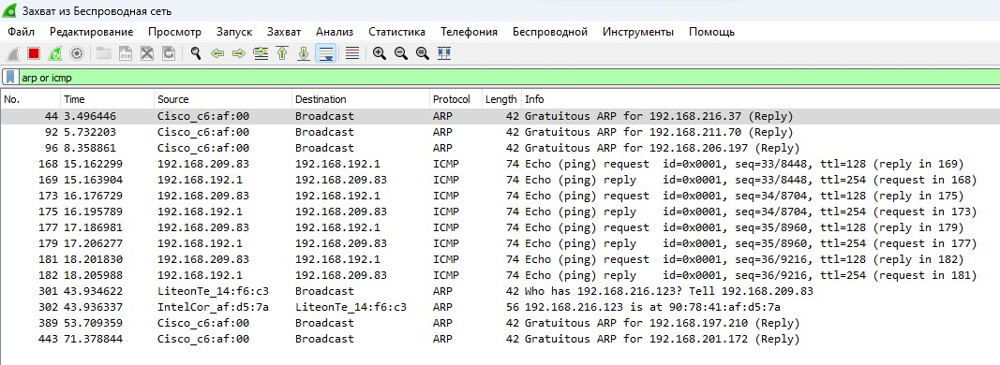 Захват из Беспроводная сеть
Файл Редактирование Просмотр Запуск Захват Анализ Статистика Телефония Беспроводной Инструменты Помощь
arp or icmp
No. Time Source Destination Protocol Length Info
44 3.496446 Cisco_c6:af:00 Broadcast ARP 42 Gratuitous ARP for 192.168.216.37 (Reply)
92 5.732203 Cisco_c6:af:00 Broadcast ARP 42 Gratuitous ARP for 192.168.211.70 (Reply)
96 8.358861 Cisco_c6:af:00 Broadcast ARP 42 Gratuitous ARP for 192.168.206.197 (Reply)
168 15.162299 192.168.209.83 192.168.192.1 ICMP 74 Echo (ping) request id=0x0001, seq=33/8448, ttl=128 (reply in 169)
169 15.163904 192.168.192.1 192.168.209.83 ICMP 74 Echo (ping) reply id=0x0001, seq=33/8448, ttl=254 (request in 168)
173 16.176729 192.168.209.83 192.168.192.1 ICMP 74 Echo (ping) request id=0x0001, seq=34/8704, ttl=128 (reply in 175)
175 16.195789 192.168.192.1 192.168.209.83 ICMP 74 Echo (ping) reply id=0x0001, seq=34/8704, ttl=254 (request in 173)
177 17.186981 192.168.209.83 192.168.192.1 ICMP 74 Echo (ping) request id=0x0001, seq=35/8960, ttl=128 (reply in 179)
179 17.206277 192.168.192.1 192.168.209.83 ICMP 74 Echo (ping) reply id=0x0001, seq=35/8960, ttl=254 (request in 177)
181 18.201830 192.168.209.83 192.168.192.1 ICMP 74 Echo (ping) request id=0x0001, seq=36/9216, ttl=128 (reply in 182)
182 18.205988 192.168.192.1 192.168.209.83 ICMP 74 Echo (ping) reply id=0x0001, seq=36/9216, ttl=254 (request in 181)
301 43.934622 LiteonTe_14:f6:c3 Broadcast ARP 42 Who has 192.168.216.123? Tell 192.168.209.83
302 43.936337 IntelCor_af:d5:7a LiteonTe_14:f6:c3 ARP 56 192.168.216.123 is at 90:78:41:af:d5:7a
389 53.709359 Cisco_c6:af:00 Broadcast ARP 42 Gratuitous ARP for 192.168.197.210 (Reply)
443 71.378844 Cisco_c6:af:00 Broadcast ARP 42 Gratuitous ARP for 192.168.201.172 (Reply)